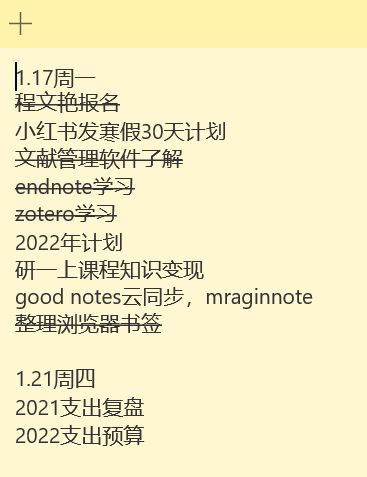 1.17周一
程文艳报名
小红书发寒假30天计划
文献管理软件了解
endnote学习
zotero学习
2022年计划
研一上课程知识变现
good notes云同步，mraginnote
整理浏览器书签
1.21周四
2021支出复盘
2022支出预算